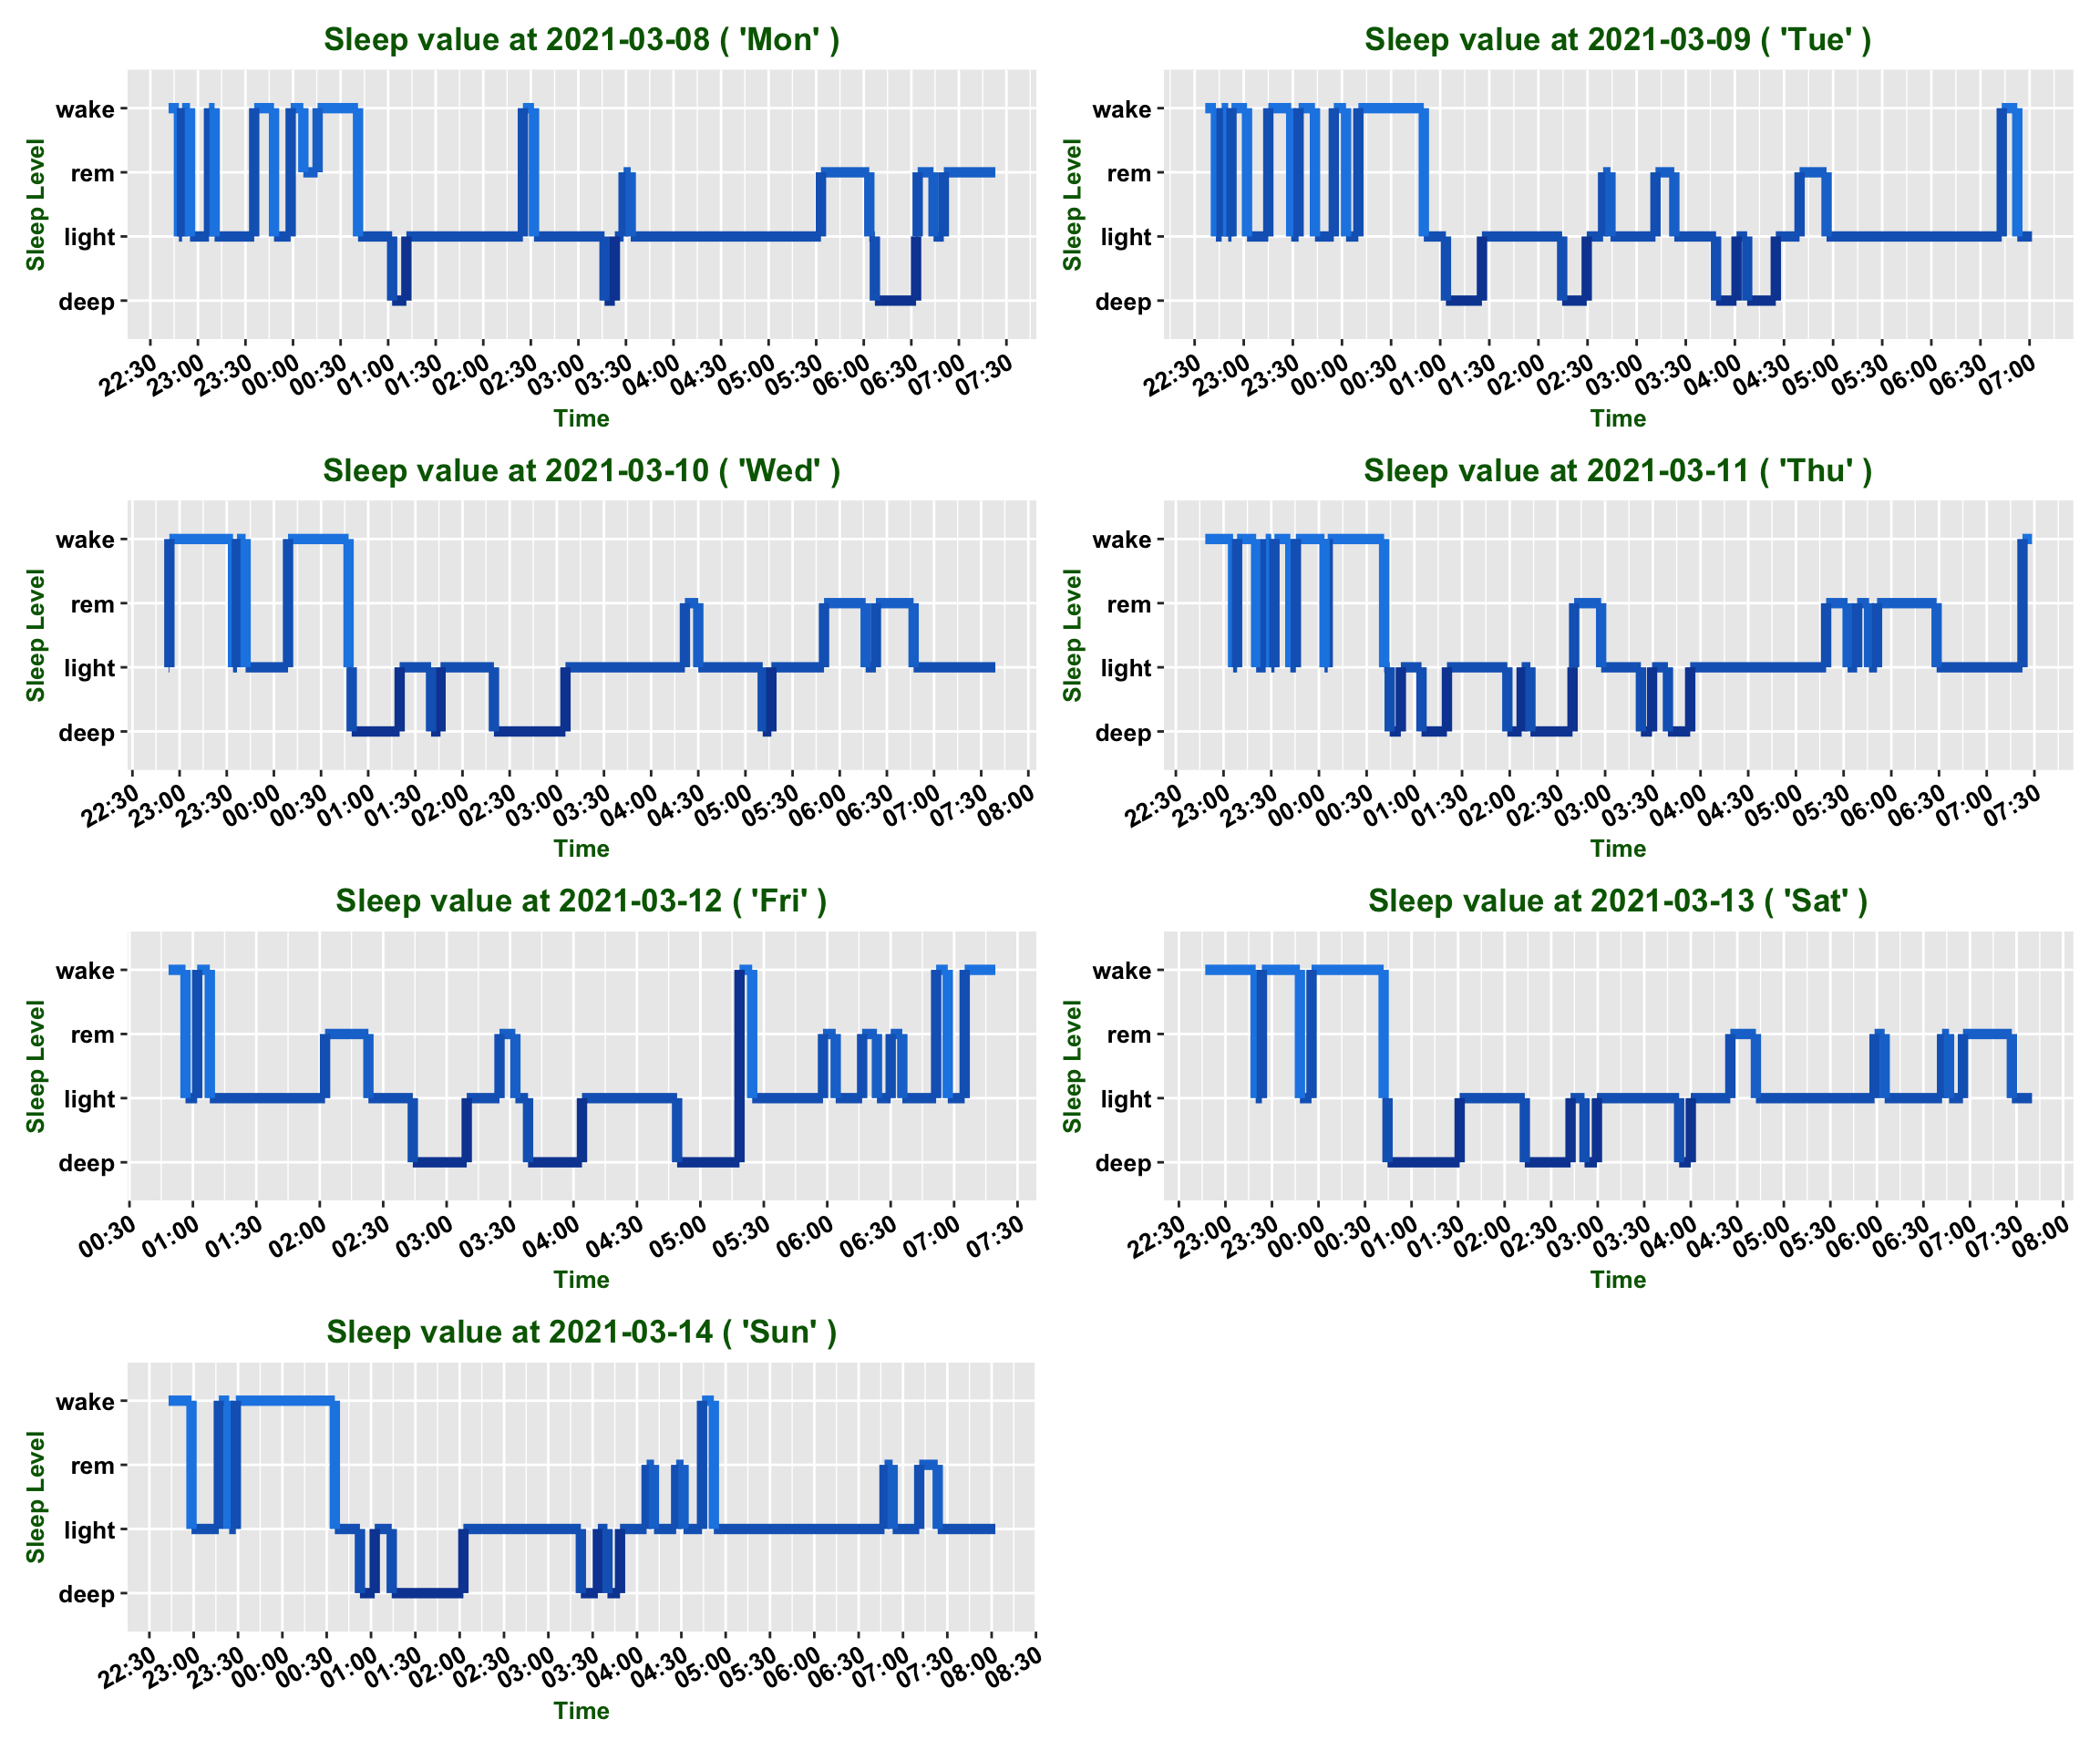 Sleep value at 2021-03-08 ( 'Mon' )
Sleep Level
wake
rem
light
deep
22:30 23:00 23:30 00:00 00:30 01:00 01:30 02:00 02:30 03:00 03:30 04:00 04:30 05:00 05:30 06:00 06:30 07:00 07:30
Time
Sleep value at 2021-03-09 ( 'Tue' )
Sleep Level
wake
rem
light
deep
22:30 23:00 23:30 00:00 00:30 01:00 01:30 02:00 02:30 03:00 03:30 04:00 04:30 05:00 05:30 06:00 06:30 07:00
Time
Sleep value at 2021-03-10 ( 'Wed' )
Sleep Level
wake
rem
light
deep
22:30 23:00 23:30 00:00 00:30 01:00 01:30 02:00 02:30 03:00 03:30 04:00 04:30 05:00 05:30 06:00 06:30 07:00 07:30 08:00
Time
Sleep value at 2021-03-11 ( 'Thu' )
Sleep Level
wake
rem
light
deep
22:30 23:00 23:30 00:00 00:30 01:00 01:30 02:00 02:30 03:00 03:30 04:00 04:30 05:00 05:30 06:00 06:30 07:00 07:30
Time
Sleep value at 2021-03-12 ( 'Fri' )
Sleep Level
wake
rem
light
deep
00:30 01:00 01:30 02:00 02:30 03:00 03:30 04:00 04:30 05:00 05:30 06:00 06:30 07:00 07:30
Time
Sleep value at 2021-03-13 ( 'Sat' )
Sleep Level
wake
rem
light
deep
22:30 23:00 23:30 00:00 00:30 01:00 01:30 02:00 02:30 03:00 03:30 04:00 04:30 05:00 05:30 06:00 06:30 07:00 07:30 08:00
Time
Sleep value at 2021-03-14 ( 'Sun' )
Sleep Level
wake
rem
light
deep
22:30 23:00 23:30 00:00 00:30 01:00 01:30 02:00 02:30 03:00 03:30 04:00 04:30 05:00 05:30 06:00 06:30 07:00 07:30 08:00 08:30
Time